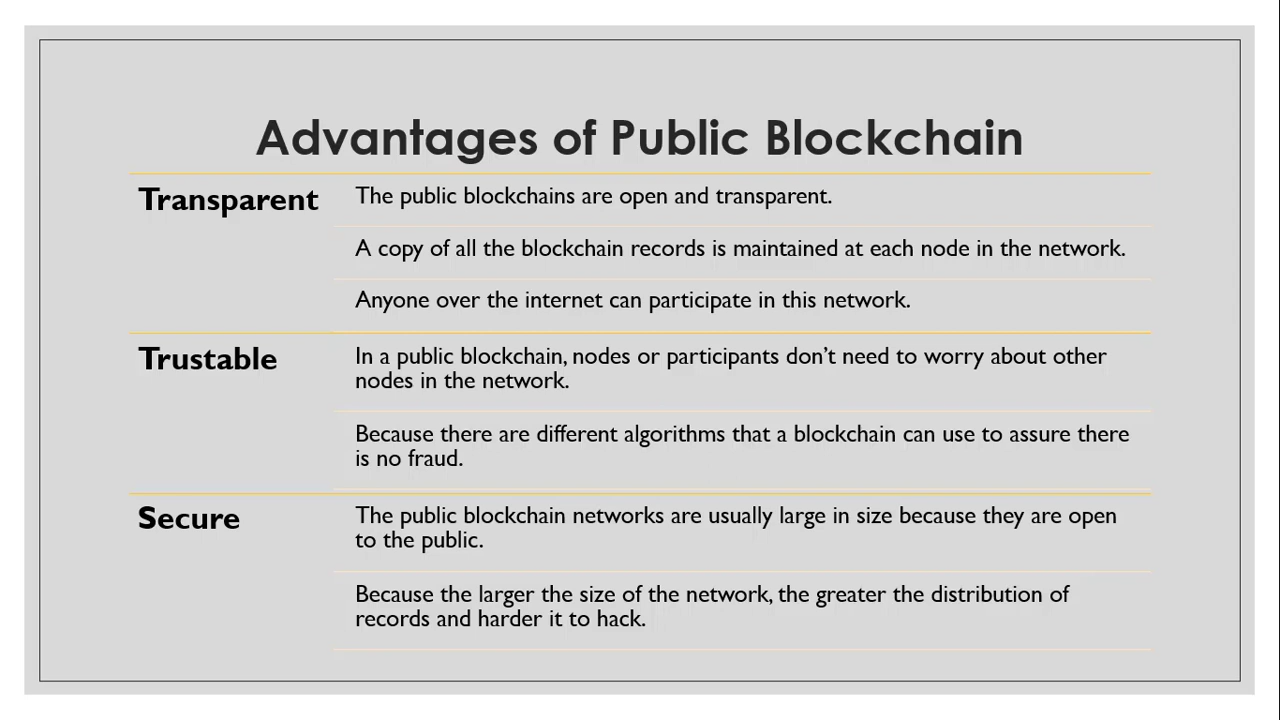 Advantages of Public Blockchain
Transparent
The public blockchains are open and transparent.
A copy of all the blockchain records is maintained at each node in the network.
Anyone over the internet can participate in this network.
Trustable
In a public blockchain, nodes or participants don’t need to worry about other
nodes in the network.
Because there are different algorithms that a blockchain can use to assure there
is no fraud.
Secure
The public blockchain networks are usually large in size because they are open
to the public.
Because the larger the size of the network, the greater the distribution of
records and harder it to hack.